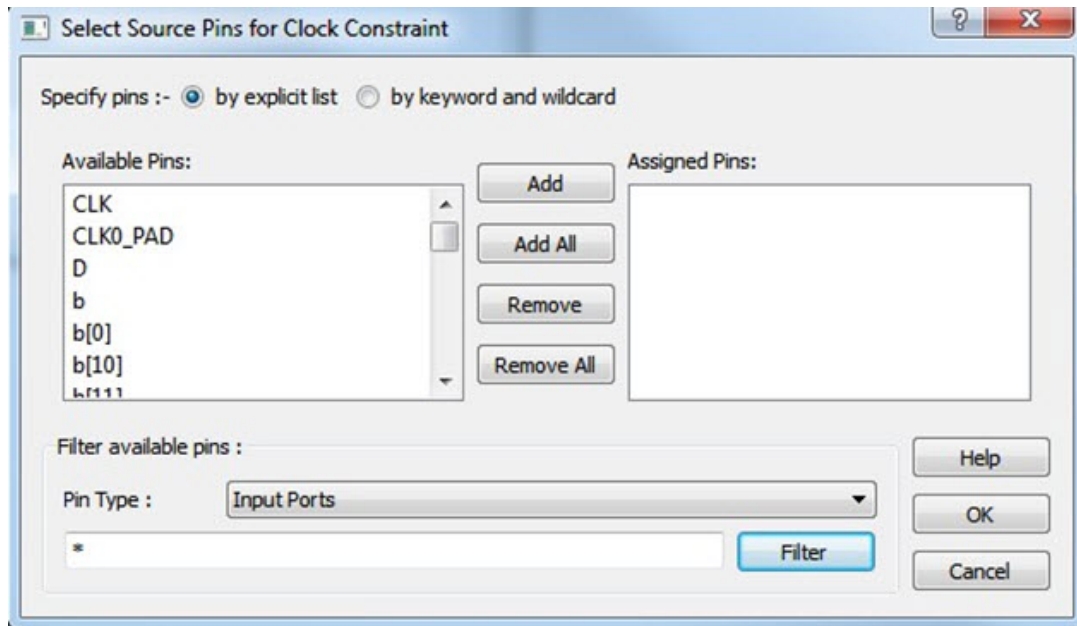 Select Source Pins for Clock Constraint
Specify pins :- by explicit list by keyword and wildcard
Available Pins:
CLK
CLK0_PAD
D
b
b[0]
b[10]
b[11]
Add
Add All
Remove
Remove All
Assigned Pins:
Filter available pins :
Pin Type : Input Ports
*
Filter
Help
OK
Cancel